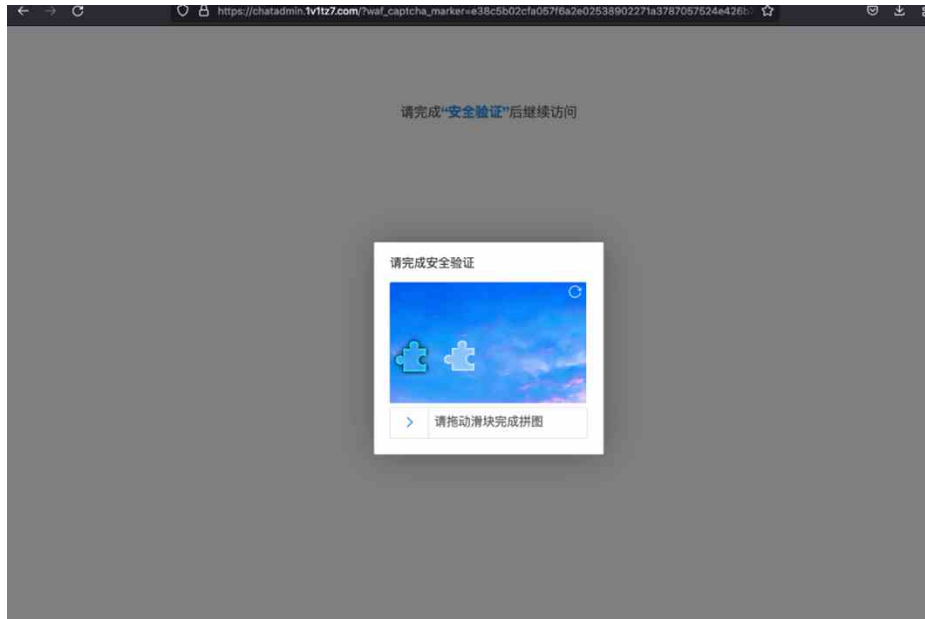 https://chatadmin.1v1tz7.com/?waf_captcha_marker=e38c5b02cfa057f6a2e02538902271a3787057524e426b
请完成“安全验证”后继续访问
请完成安全验证
请拖动滑块完成拼图